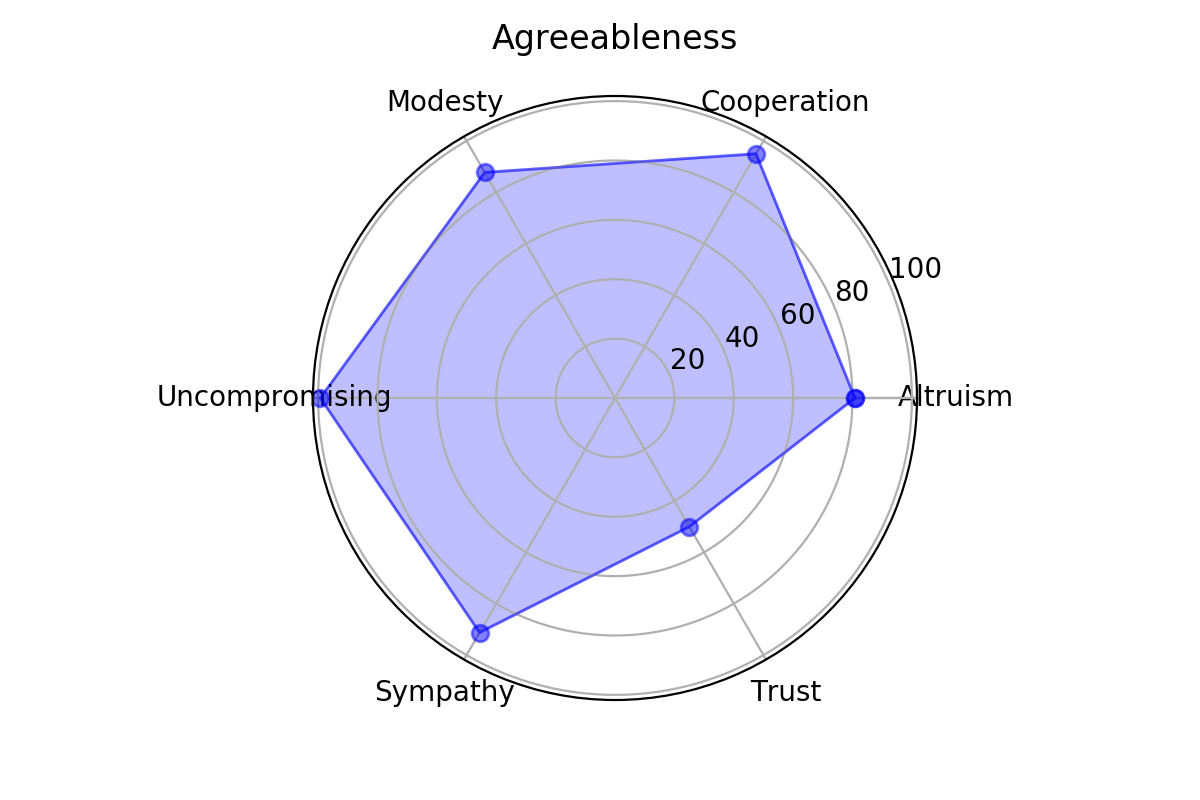 Agreeableness
Modesty
Cooperation
100
80
60
40
20
Uncompromising
Altruism
Sympathy
Trust